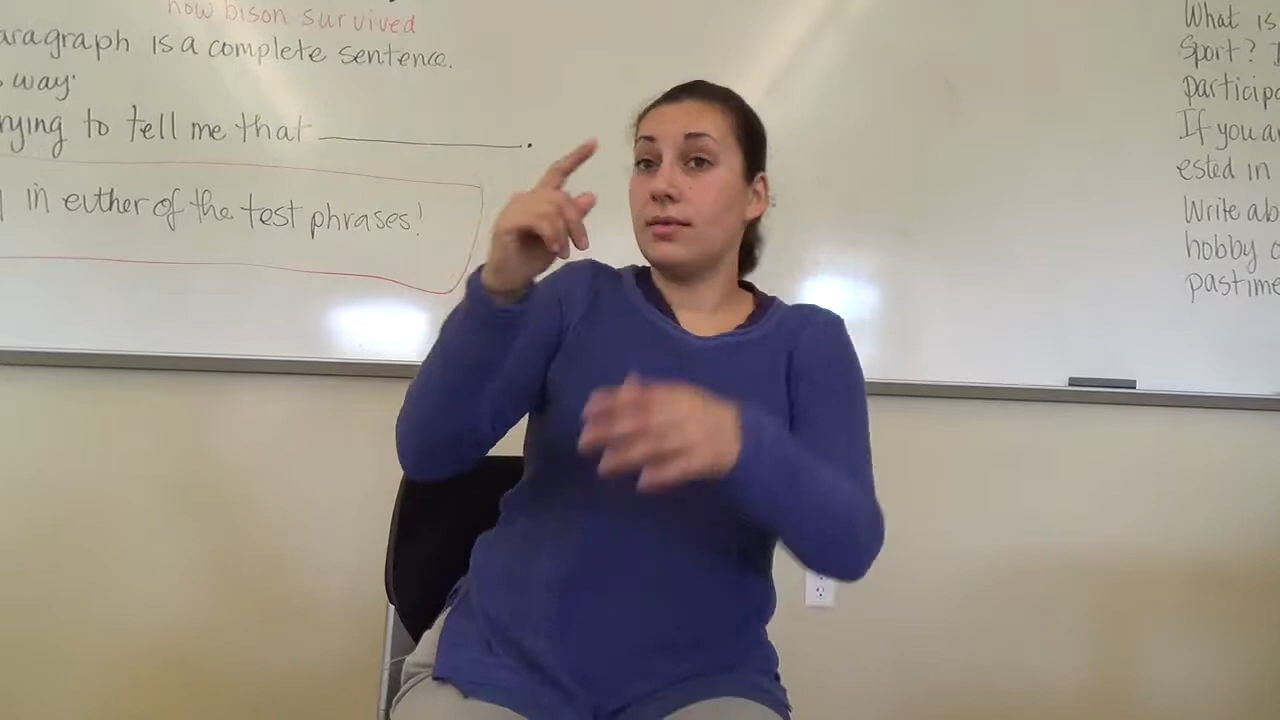 how bison survived
aragraph is a complete sentence.
s way:
rying to tell me that ________.
in either of the test phrases!
What is
Sport? I
participa
If you a
ested in
Write ab
hobby o
pastime